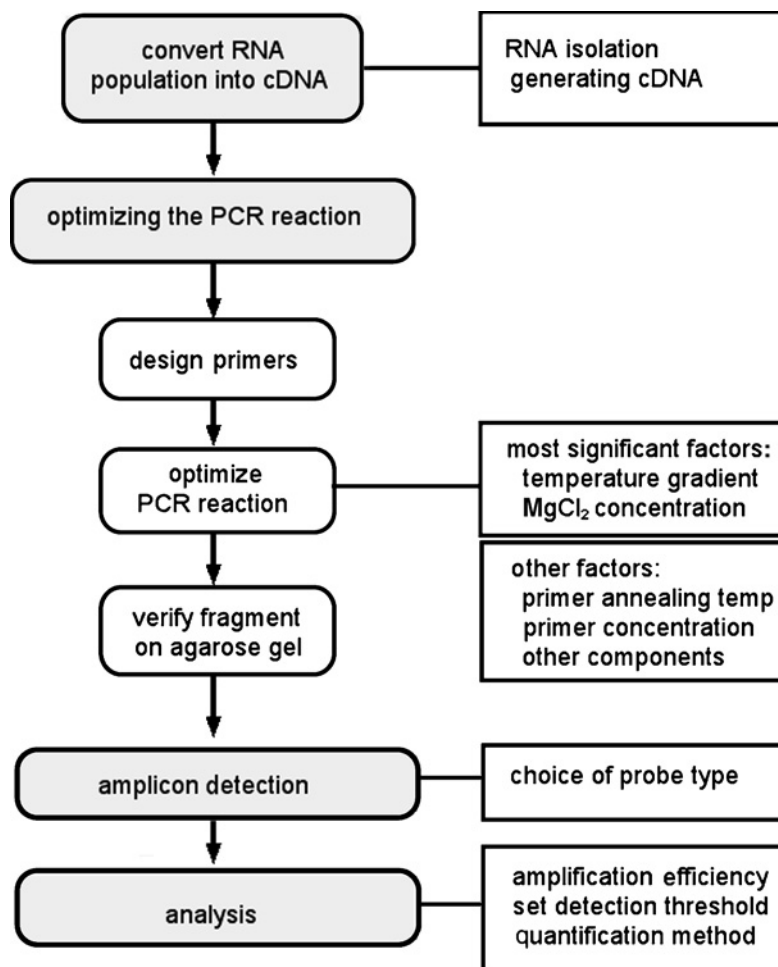 convert RNA
population into cDNA
RNA isolation
generating cDNA
optimizing the PCR reaction
design primers
optimize
PCR reaction
most significant factors:
temperature gradient
MgCl₂ concentration
other factors:
primer annealing temp
primer concentration
other components
verify fragment
on agarose gel
amplicon detection
choice of probe type
analysis
amplification efficiency
set detection threshold
quantification method